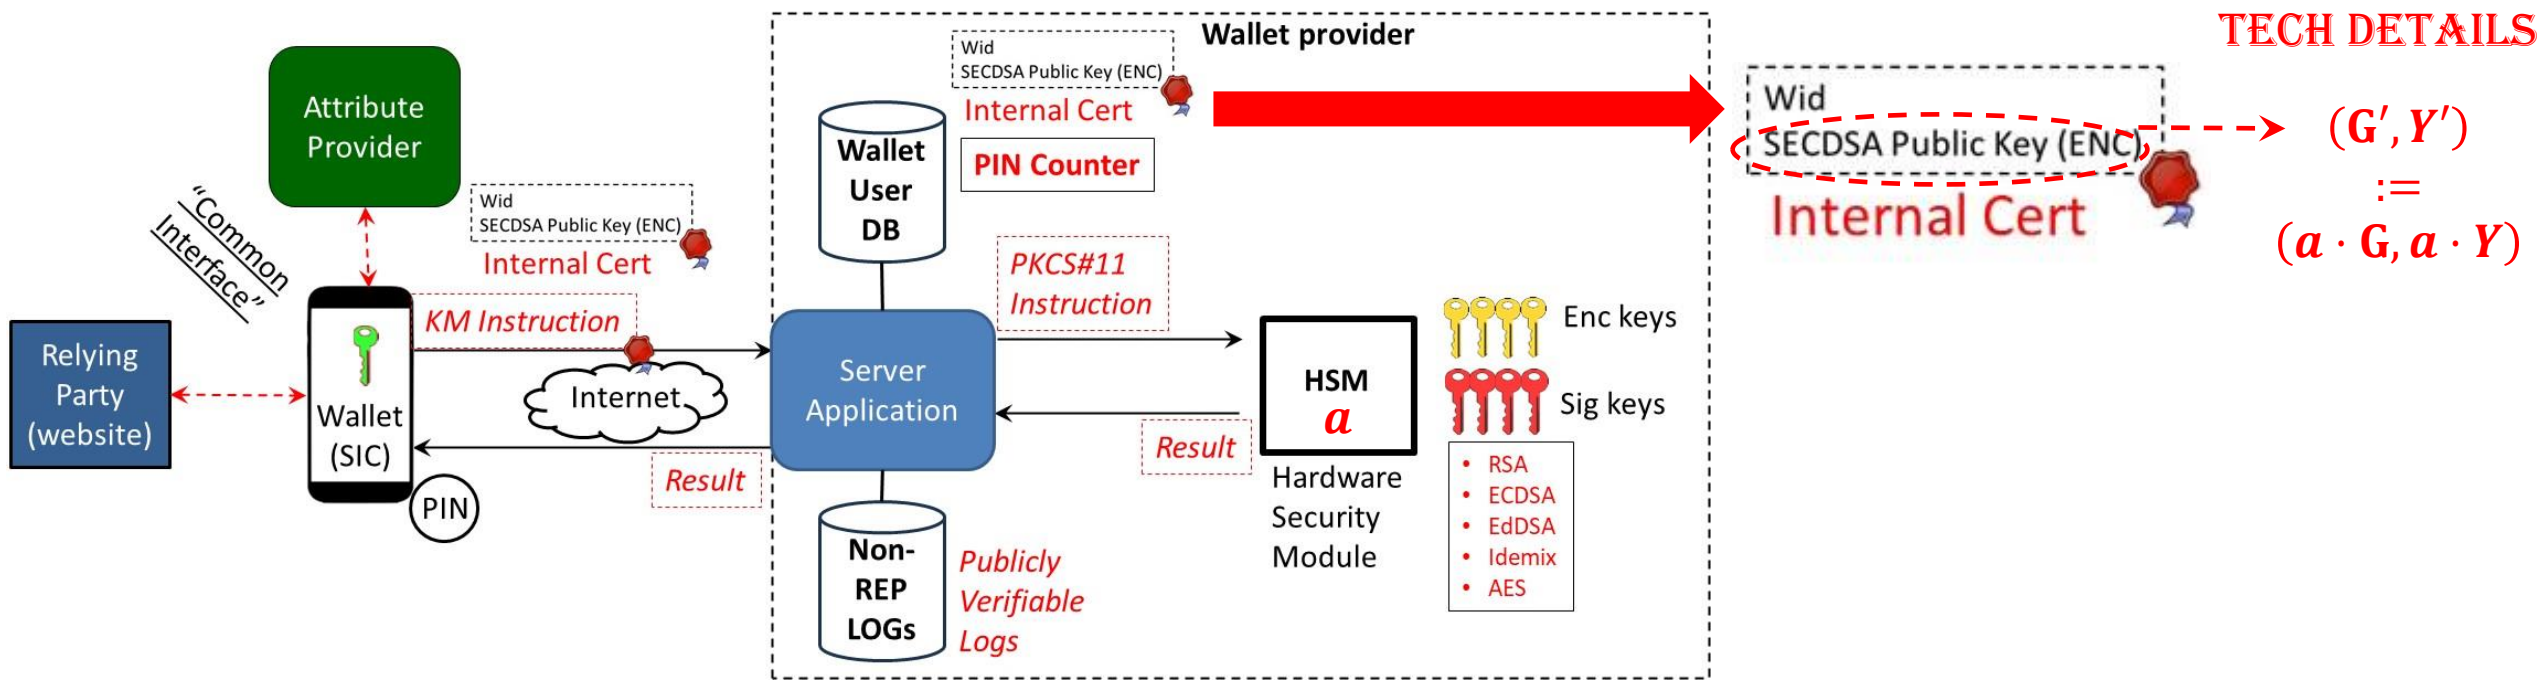 TECH DETAILS
Wallet provider
Wid
SECDSA Public Key (ENC)
Internal Cert
PIN Counter
Wallet
User
DB
Wid
SECDSA Public Key (ENC)
Internal Cert
(G′, Y′)
:=
(a · G, a · Y)
Attribute
Provider
"Common
Interface"
Wid
SECDSA Public Key (ENC)
Internal Cert
KM Instruction
PKCS#11
Instruction
Relying
Party
(website)
Wallet
(SIC)
PIN
Internet
Result
Server
Application
Result
HSM
a
Hardware
Security
Module
Enc keys
Sig keys
• RSA
• ECDSA
• EdDSA
• Idemix
• AES
Non-
REP
LOGs
Publicly
Verifiable
Logs